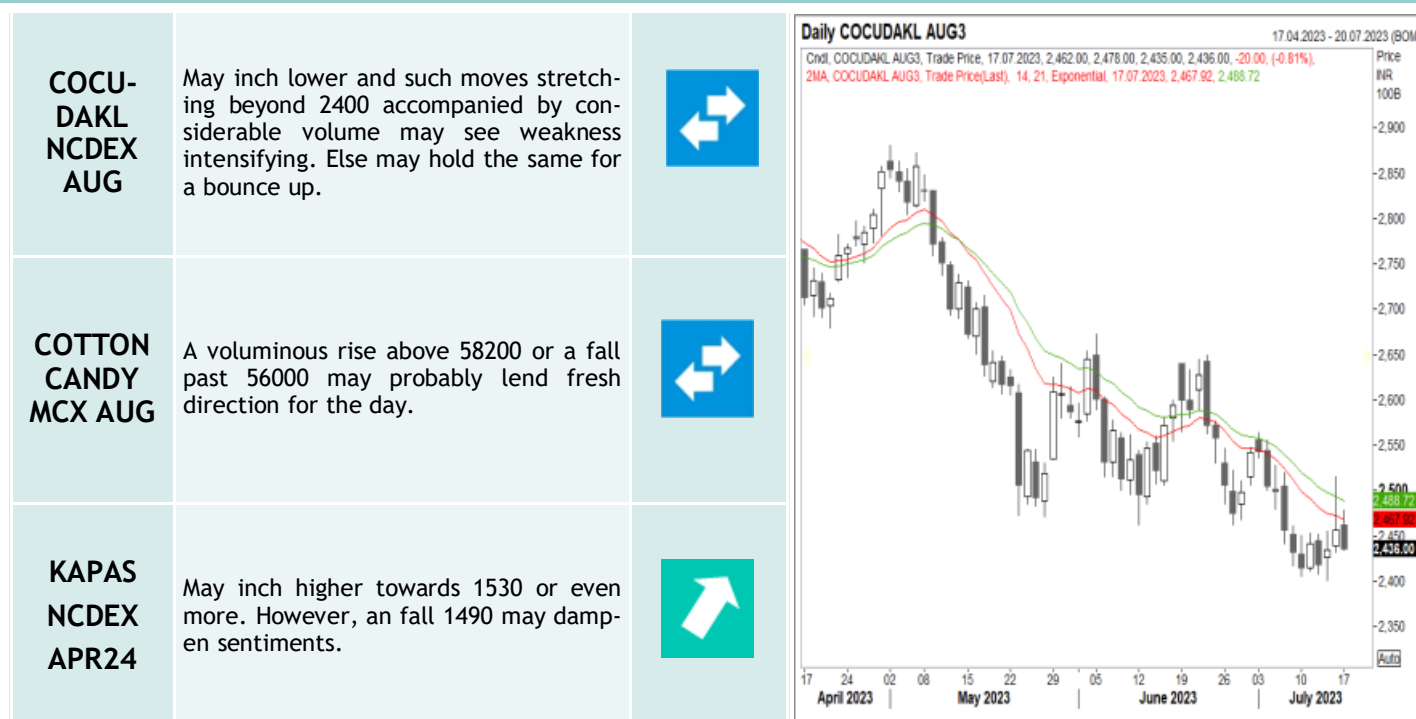 COCU-
DAKL
NCDEX
AUG
May inch lower and such moves stretch-
ing beyond 2400 accompanied by con-
siderable volume may see weakness
intensifying. Else may hold the same for
a bounce up.
COTTON
CANDY
MCX AUG
A voluminous rise above 58200 or a fall
past 56000 may probably lend fresh
direction for the day.
KAPAS
NCDEX
APR24
May inch higher towards 1530 or even
more. However, an fall 1490 may damp-
en sentiments.
Daily COCUDAKL AUG3
17.04.2023 - 20.07.2023 (BOM
Cndl, COCUDAKL AUG3, Trade Price, 17.07.2023, 2,462.00, 2,478.00, 2,435.00, 2,436.00, -20.00, (-0.81%),
2MA, COCUDAKL AUG3, Trade Price(Last), 14, 21, Exponential, 17.07.2023, 2,467.92, 2,488.72
Price
INR
100B
2,900
2,850
2,800
2,750
2,700
2,650
2,600
2,550
2,500
2,488.72
2,467.92
2,450
2,436.00
2,400
2,350
Auto
17 24 02 08 15 22 29 05 12 19 26 03 10 17
April 2023 May 2023 June 2023 July 2023